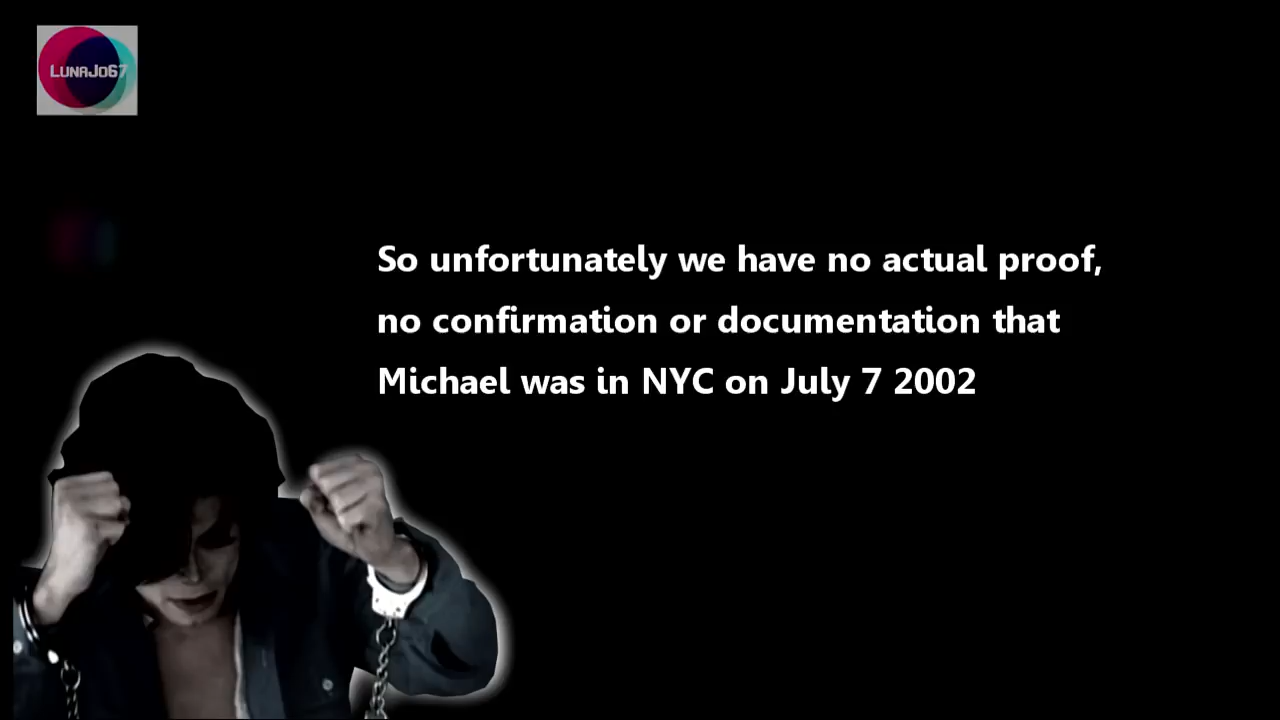 LunaJo67
So unfortunately we have no actual proof,
no confirmation or documentation that
Michael was in NYC on July 7 2002